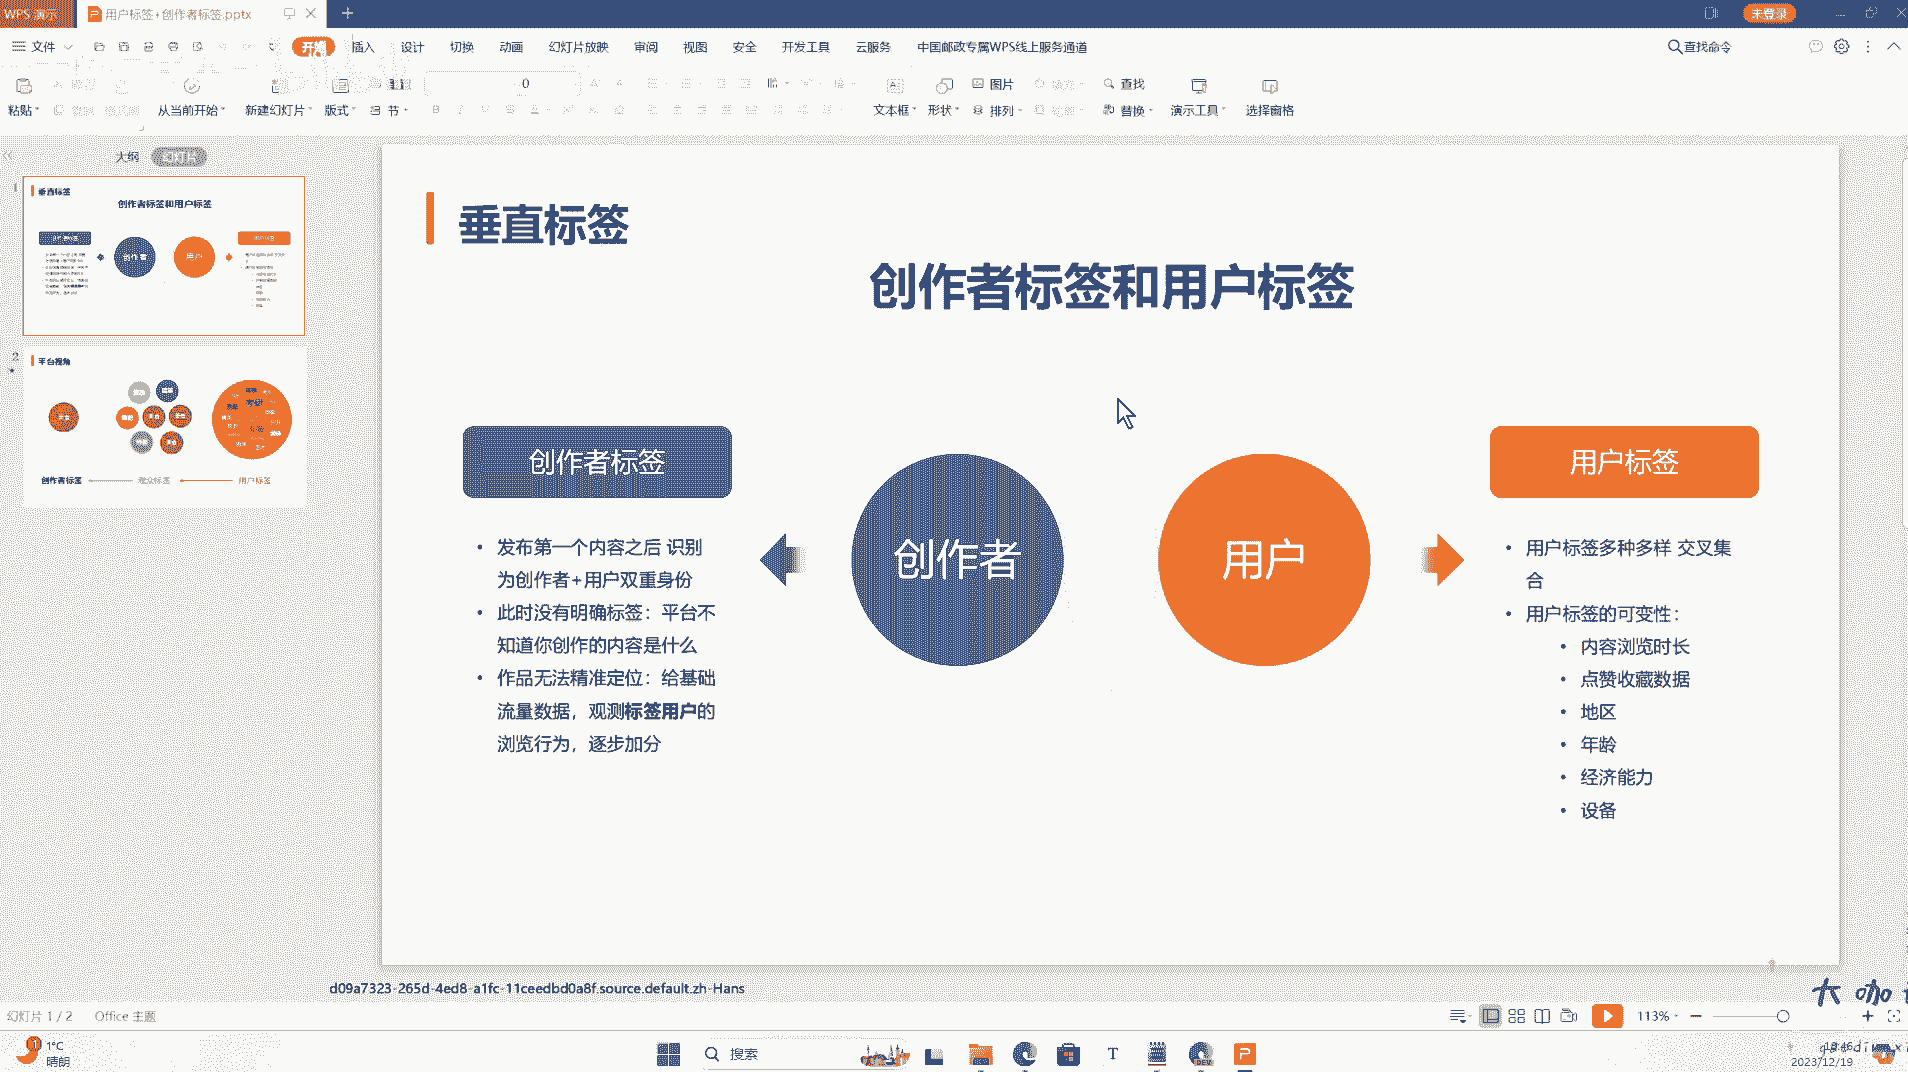 WPS 演示
用户标签+创作者标签.pptx
未登录
文件
开始
插入
设计
切换
动画
幻灯片放映
审阅
视图
安全
开发工具
云服务
中国邮政专属WPS线上服务通道
查找命令
粘贴
从当前开始
新建幻灯片
版式
节
0
文本框
形状
图片
排列
查找
替换
演示工具
选择窗格
大纲
幻灯片
1
垂直标签
创作者标签和用户标签
创作者
用户
2
平台视角
创作者标签
观众标签
用户标签
垂直标签
创作者标签和用户标签
创作者标签
• 发布第一个内容之后 识别
为创作者+用户双重身份
• 此时没有明确标签：平台不
知道你创作的内容是什么
• 作品无法精准定位：给基础
流量数据，观测标签用户的
浏览行为，逐步加分
创作者
用户
用户标签
• 用户标签多种多样 交叉集
合
• 用户标签的可变性：
• 内容浏览时长
• 点赞收藏数据
• 地区
• 年龄
• 经济能力
• 设备
d09a7323-265d-4ed8-a1fc-11ceedbd0a8f.source.default.zh-Hans
幻灯片 1 / 2
Office 主题
113%
1°C
晴朗
搜索
2023/12/19